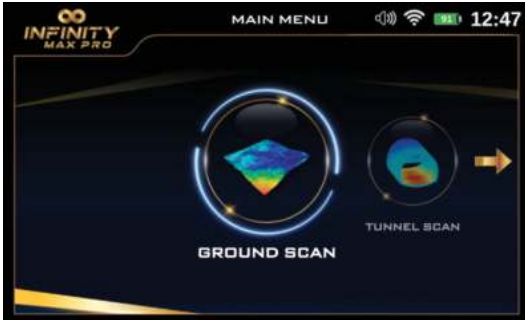 INFINITY
MAX PRO
MAIN MENU
91
12:47
GROUND SCAN
TUNNEL SCAN